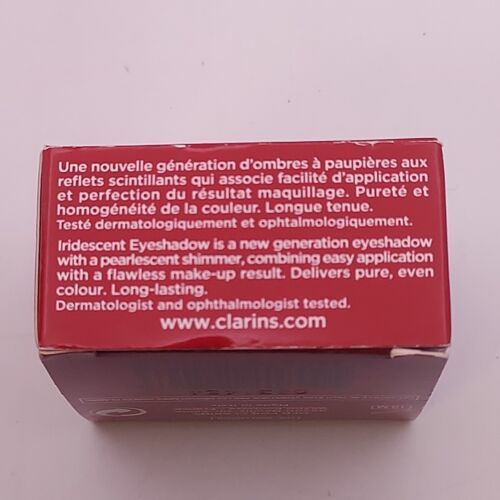 Une nouvelle génération d'ombres à paupières aux
reflets scintillants qui associe facilité d'application
et perfection du résultat maquillage. Pureté et
homogénéité de la couleur. Longue tenue.
Testé dermatologiquement et ophtalmologiquement.
Iridescent Eyeshadow is a new generation eyeshadow
with a pearlescent shimmer, combining easy application
with a flawless make-up result. Delivers pure, even
colour. Long-lasting.
Dermatologist and ophthalmologist tested.
www.clarins.com